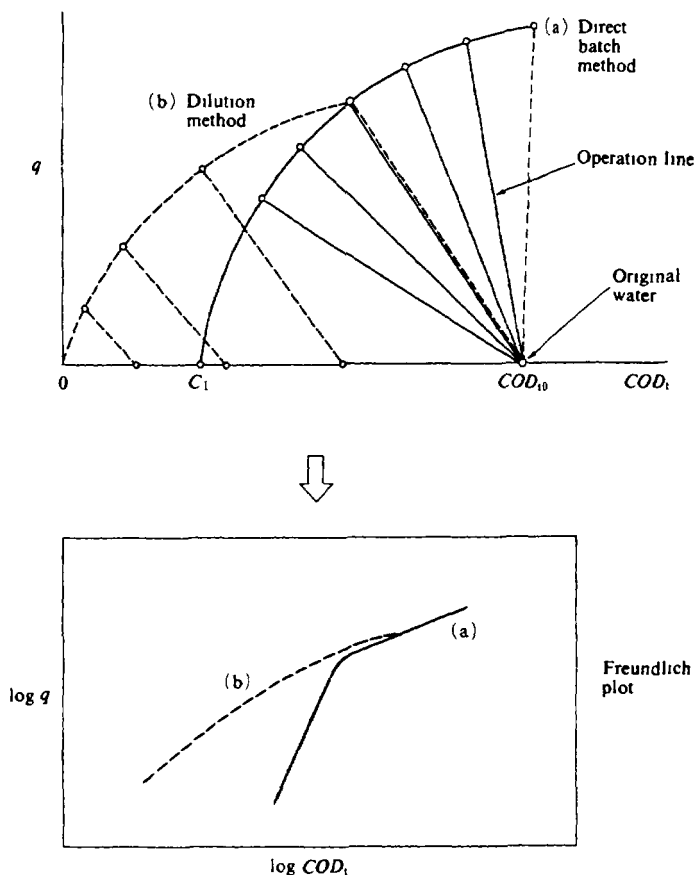 (a) Direct
batch
method
(b) Dilution
method
q
Operation line
Original
water
0
C1
COD10
CODt
(a)
(b)
log q
Freundlich
plot
log CODt